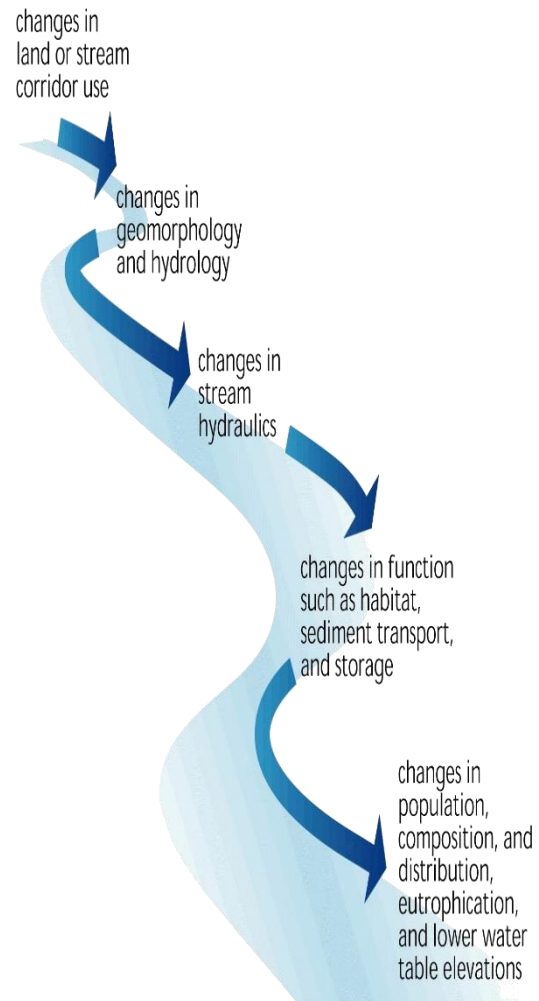 changes in
land or stream
corridor use
changes in
geomorphology
and hydrology
changes in
stream
hydraulics
changes in function
such as habitat,
sediment transport,
and storage
changes in
population,
composition, and
distribution,
eutrophication,
and lower water
table elevations